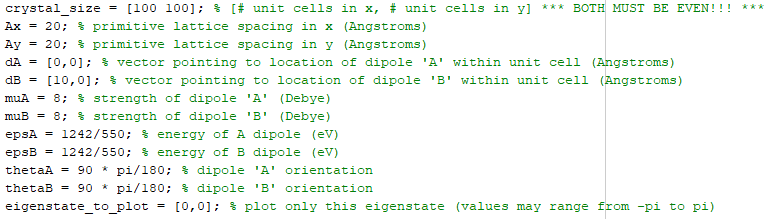 crystal_size = [100 100]; % [# unit cells in x, # unit cells in y] *** BOTH MUST BE EVEN!!! ***
Ax = 20; % primitive lattice spacing in x (Angstroms)
Ay = 20; % primitive lattice spacing in y (Angstroms)
dA = [0,0]; % vector pointing to location of dipole 'A' within unit cell (Angstroms)
dB = [10,0]; % vector pointing to location of dipole 'B' within unit cell (Angstroms)
muA = 8; % strength of dipole 'A' (Debye)
muB = 8; % strength of dipole 'B' (Debye)
epsA = 1242/550; % energy of A dipole (eV)
epsB = 1242/550; % energy of B dipole (eV)
thetaA = 90 * pi/180; % dipole 'A' orientation
thetaB = 90 * pi/180; % dipole 'B' orientation
eigenstate_to_plot = [0,0]; % plot only this eigenstate (values may range from -pi to pi)